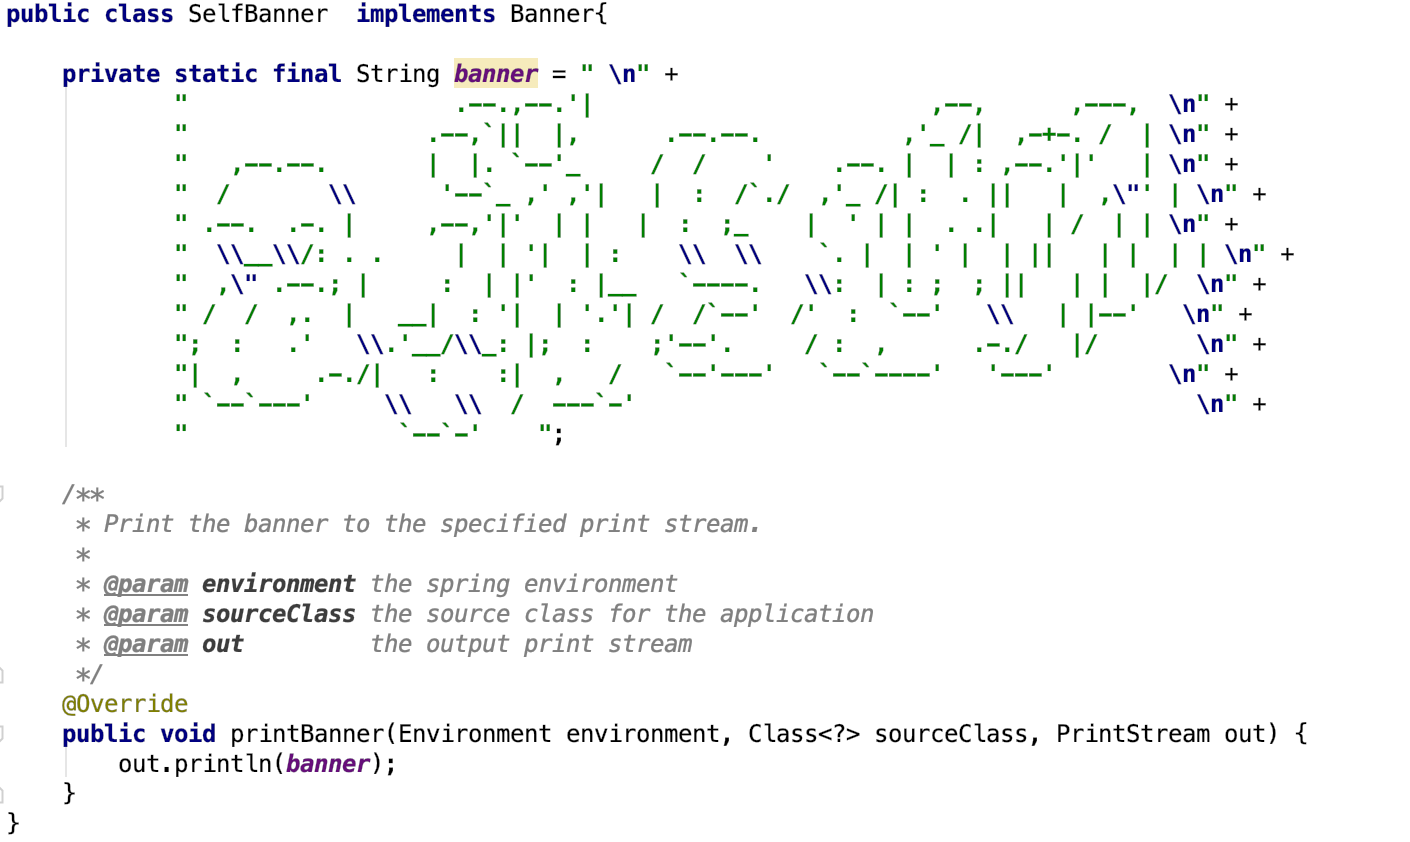 public class SelfBanner  implements Banner{
    private static final String banner = " \n" +
            "                   .--.,--.'|                        ,--,      ,---,  \n" +
            "                 .--,`||  |,      .--.--.          ,'_ /|  ,-+-. /  | \n" +
            "   ,--.--.       |  |. `--'_     /  /    '    .--. |  | : ,--.'|'   | \n" +
            "  /       \\     '--`_ ,' ,'|   |  :  /`./  ,'_ /| :  . ||   |  ,\"' | \n" +
            " .--.  .-. |     ,--,'|'  | |   |  :  ;_    |  ' | |  . .|   | /  | | \n" +
            "  \\__\\/: . .     |  | '|  | :    \\  \\    `. |  | ' |  | ||   | |  | | \n" +
            "  ,\" .--.; |     :  | |'  : |__   `----.   \\:  | : ;  ; ||   | |  |/  \n" +
            " /  /  ,.  |   __|  : '|  | '.'| /  /`--'  /'  :  `--'   \\   | |--'   \n" +
            ";  :   .'   \\.'__/\\_: |;  :    ;'--'.     / :  ,      .-./   |/       \n" +
            "|  ,     .-./|   :    :|  ,   /   `--'---'   `--`----'   '---'        \n" +
            " `--`---'     \\   \\  /  ---`-'                                        \n" +
            "               `--`-'    ";
    /**
     * Print the banner to the specified print stream.
     *
     * @param environment the spring environment
     * @param sourceClass the source class for the application
     * @param out         the output print stream
     */
    @Override
    public void printBanner(Environment environment, Class<?> sourceClass, PrintStream out) {
        out.println(banner);
    }
}